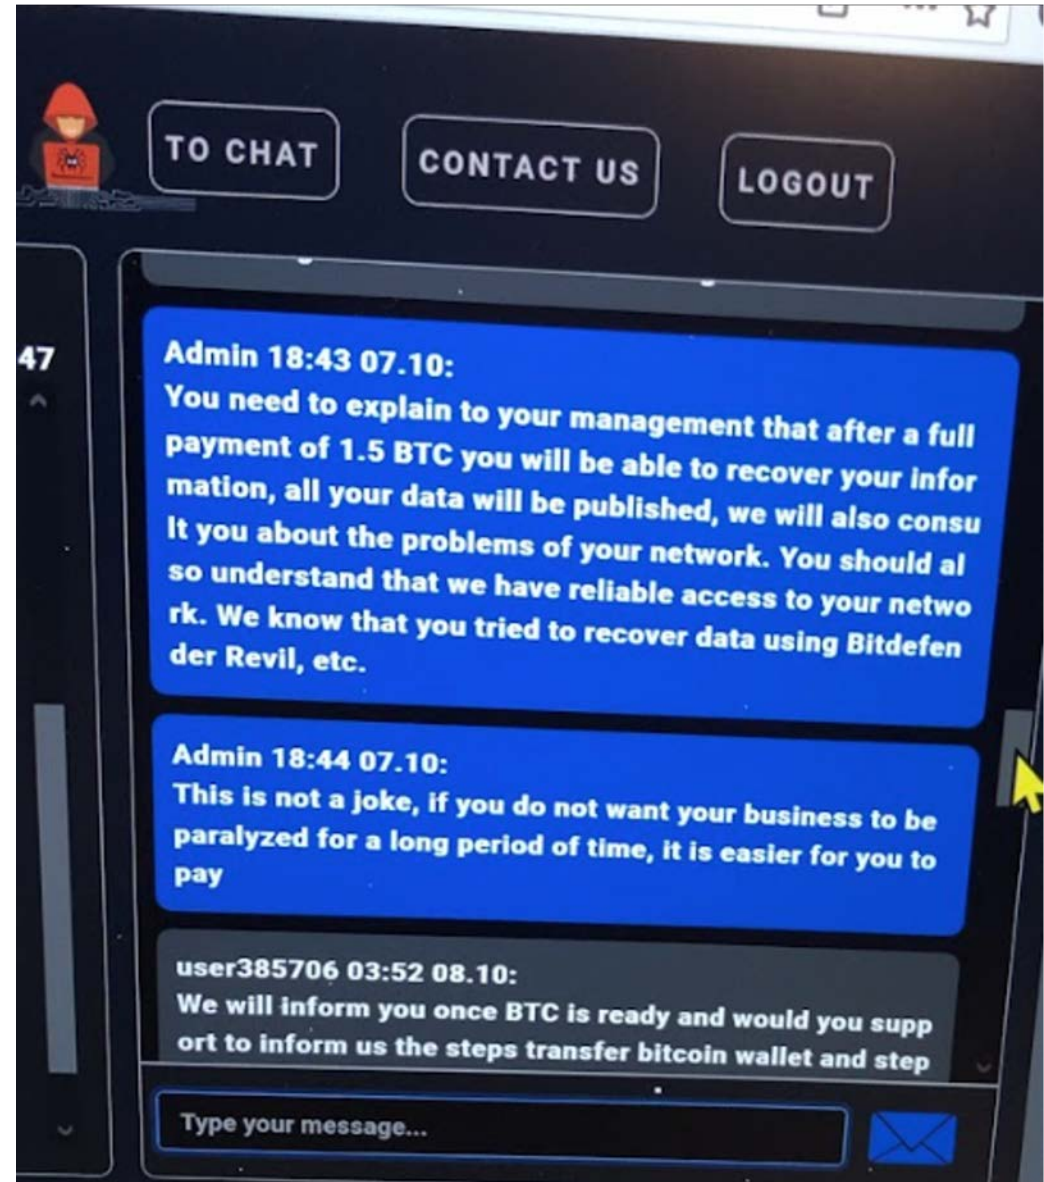 TO CHAT
CONTACT US
LOGOUT
47
Admin 18:43 07.10:
You need to explain to your management that after a full
payment of 1.5 BTC you will be able to recover your infor
mation, all your data will be published, we will also consu
lt you about the problems of your network. You should al
so understand that we have reliable access to your netwo
rk. We know that you tried to recover data using Bitdefen
der Revil, etc.
Admin 18:44 07.10:
This is not a joke, if you do not want your business to be
paralyzed for a long period of time, it is easier for you to
pay
user385706 03:52 08.10:
We will inform you once BTC is ready and would you supp
ort to inform us the steps transfer bitcoin wallet and step
Type your message...